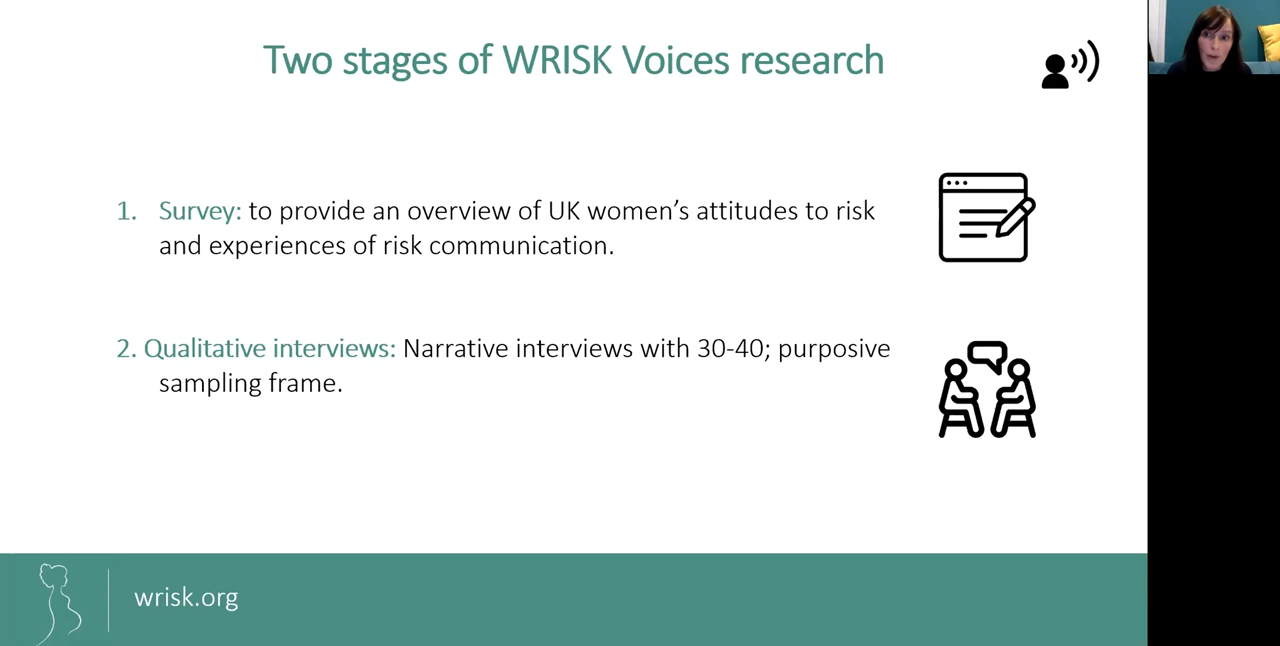 Two stages of WRISK Voices research
1. Survey: to provide an overview of UK women’s attitudes to risk
and experiences of risk communication.
2. Qualitative interviews: Narrative interviews with 30-40; purposive
sampling frame.
wrisk.org